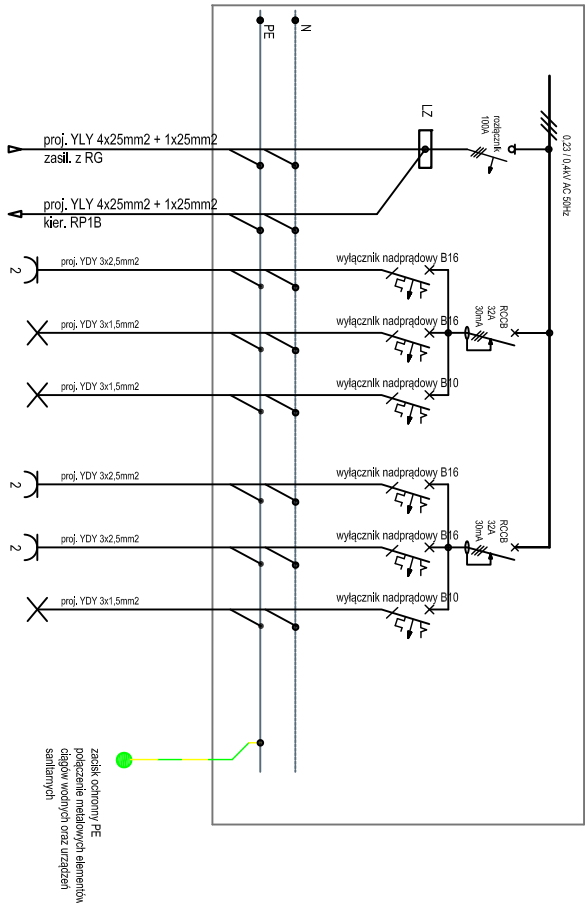 0.23 / 0,4kV AC 50Hz
rozłącznik
100A
LZ
N
PE
proj. YLY 4x25mm2 + 1x25mm2
zasil. z RG
proj. YLY 4x25mm2 + 1x25mm2
kier. RP1B
RCCB
32A
30mA
wyłącznik nadprądowy B16
proj. YDY 3x2,5mm2
2
wyłącznik nadprądowy B16
proj. YDY 3x1,5mm2
wyłącznik nadprądowy B10
proj. YDY 3x1,5mm2
RCCB
32A
30mA
wyłącznik nadprądowy B16
proj. YDY 3x2,5mm2
2
wyłącznik nadprądowy B16
proj. YDY 3x2,5mm2
2
wyłącznik nadprądowy B10
proj. YDY 3x1,5mm2
zacisk ochronny PE
połączenie metalowych elementów
ciągów wodnych oraz urządzeń
sanitarnych